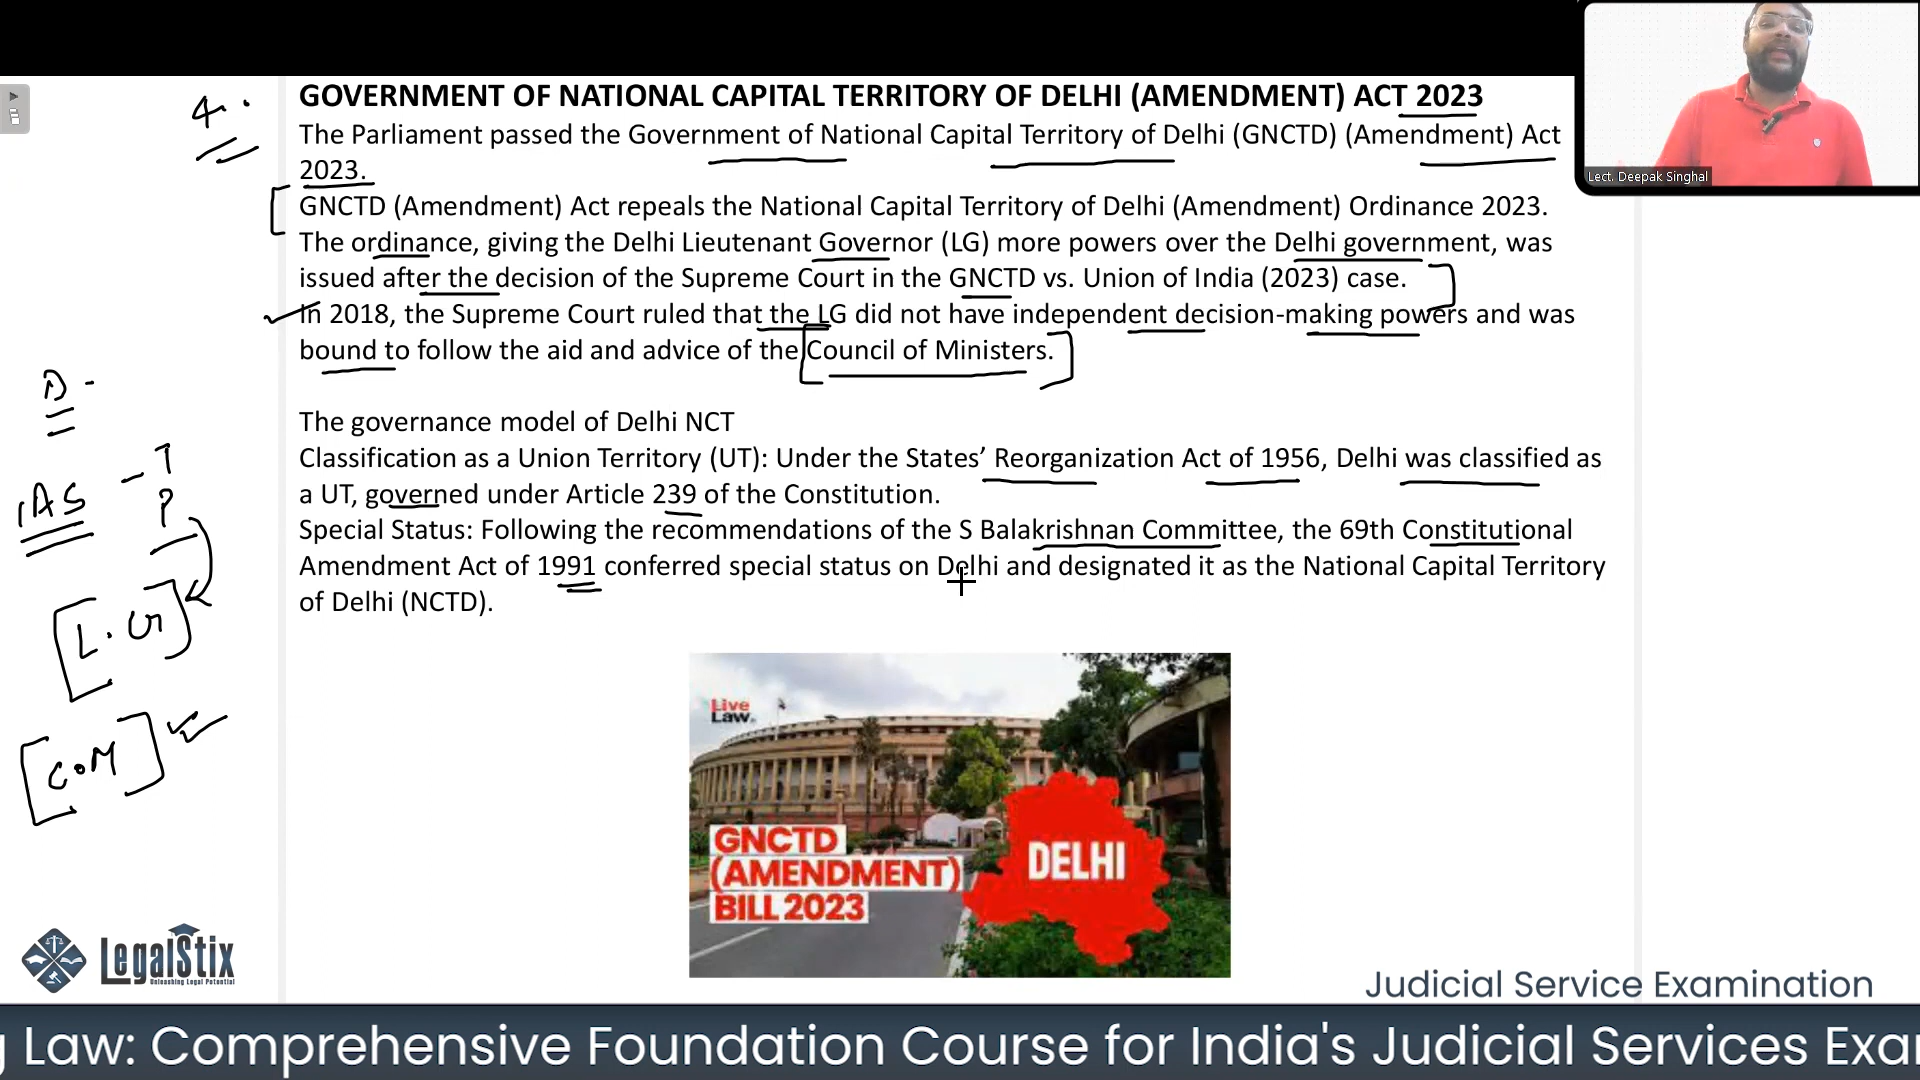 Lect. Deepak Singhal
4.
GOVERNMENT OF NATIONAL CAPITAL TERRITORY OF DELHI (AMENDMENT) ACT 2023
The Parliament passed the Government of National Capital Territory of Delhi (GNCTD) (Amendment) Act
2023.
GNCTD (Amendment) Act repeals the National Capital Territory of Delhi (Amendment) Ordinance 2023.
The ordinance, giving the Delhi Lieutenant Governor (LG) more powers over the Delhi government, was
issued after the decision of the Supreme Court in the GNCTD vs. Union of India (2023) case.
In 2018, the Supreme Court ruled that the LG did not have independent decision-making powers and was
bound to follow the aid and advice of the Council of Ministers.
D -
The governance model of Delhi NCT
Classification as a Union Territory (UT): Under the States’ Reorganization Act of 1956, Delhi was classified as
a UT, governed under Article 239 of the Constitution.
Special Status: Following the recommendations of the S Balakrishnan Committee, the 69th Constitutional
Amendment Act of 1991 conferred special status on Delhi and designated it as the National Capital Territory
of Delhi (NCTD).
IAS - T
P
L. G
COM
Live
Law.
GNCTD
(AMENDMENT)
BILL 2023
DELHI
LegalStix
Unleashing Legal Potential
Judicial Service Examination
g Law: Comprehensive Foundation Course for India's Judicial Services Exa